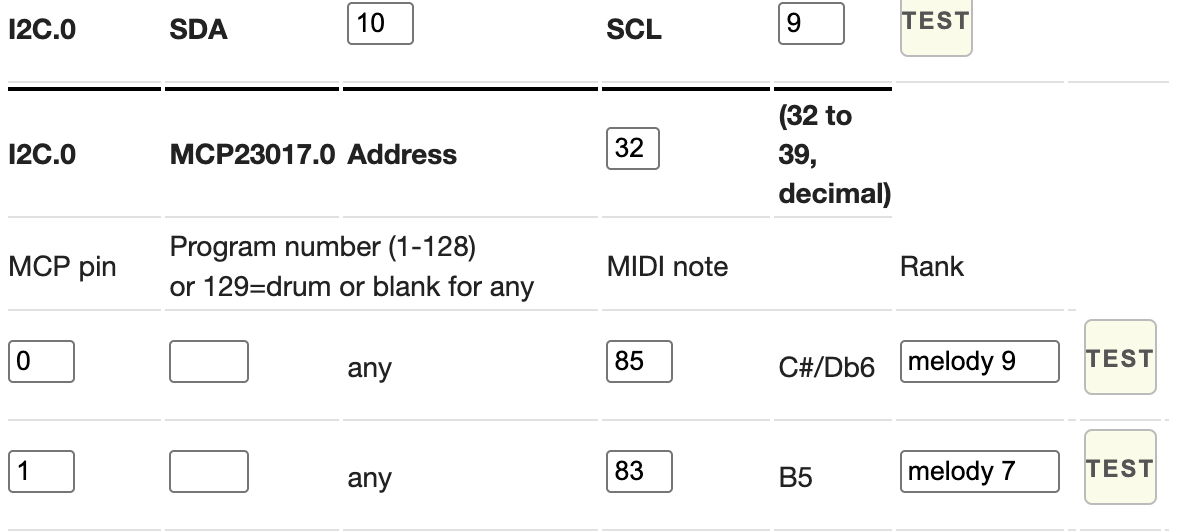 I2C.0 SDA 10 SCL 9 TEST
I2C.0 MCP23017.0 Address 32 (32 to
39,
decimal)
MCP pin Program number (1-128)
or 129=drum or blank for any MIDI note Rank
0 any 85 C#/Db6 melody 9 TEST
1 any 83 B5 melody 7 TEST